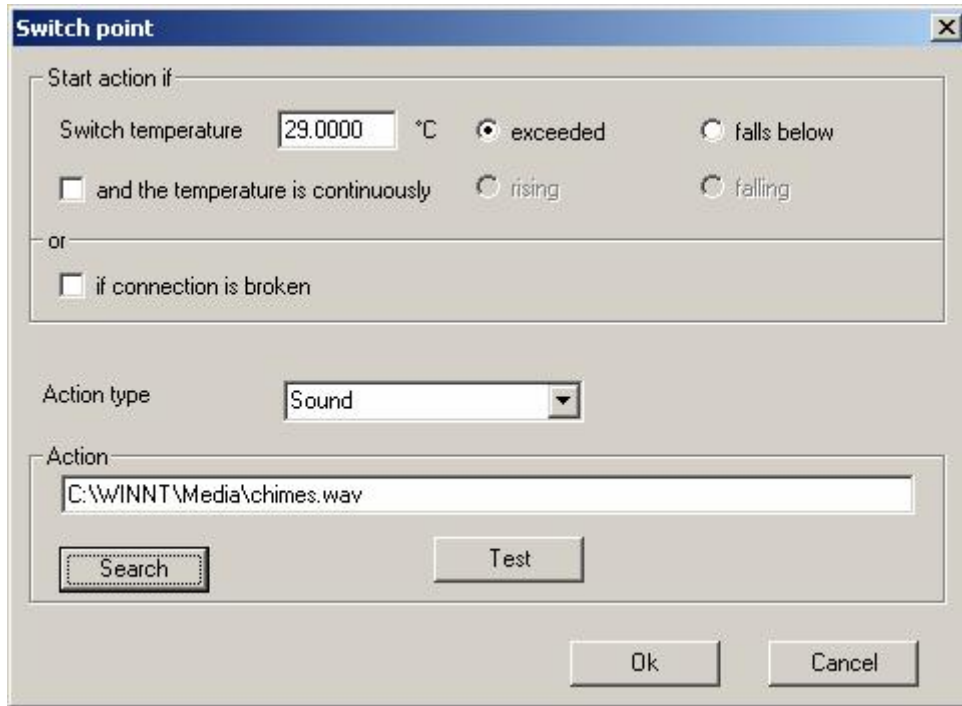 Switch point
Start action if
Switch temperature 29.0000 °C exceeded falls below
and the temperature is continuously rising falling
or
if connection is broken
Action type Sound
Action
C:\WINNT\Media\chimes.wav
Search Test
Ok Cancel